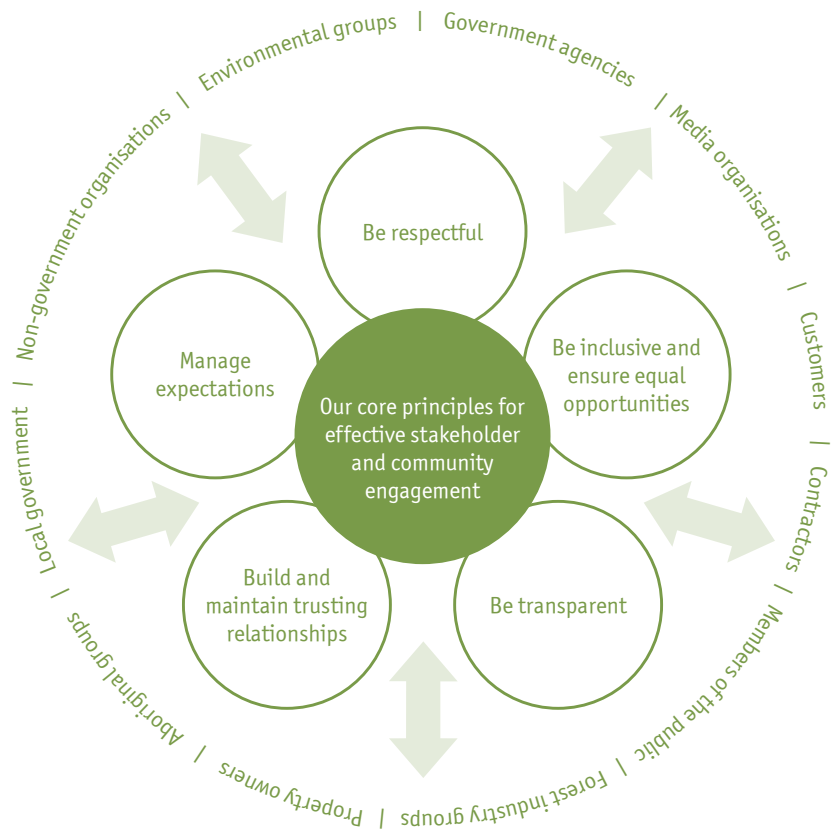 Environmental groups | Government agencies | Media organisations | Customers | Contractors | Members of the public | Forest industry groups | Property owners | Aboriginal groups | Local government | Non-government organisations |
Be respectful
Be inclusive and
ensure equal
opportunities
Be transparent
Build and
maintain trusting
relationships
Manage
expectations
Our core principles for
effective stakeholder
and community
engagement